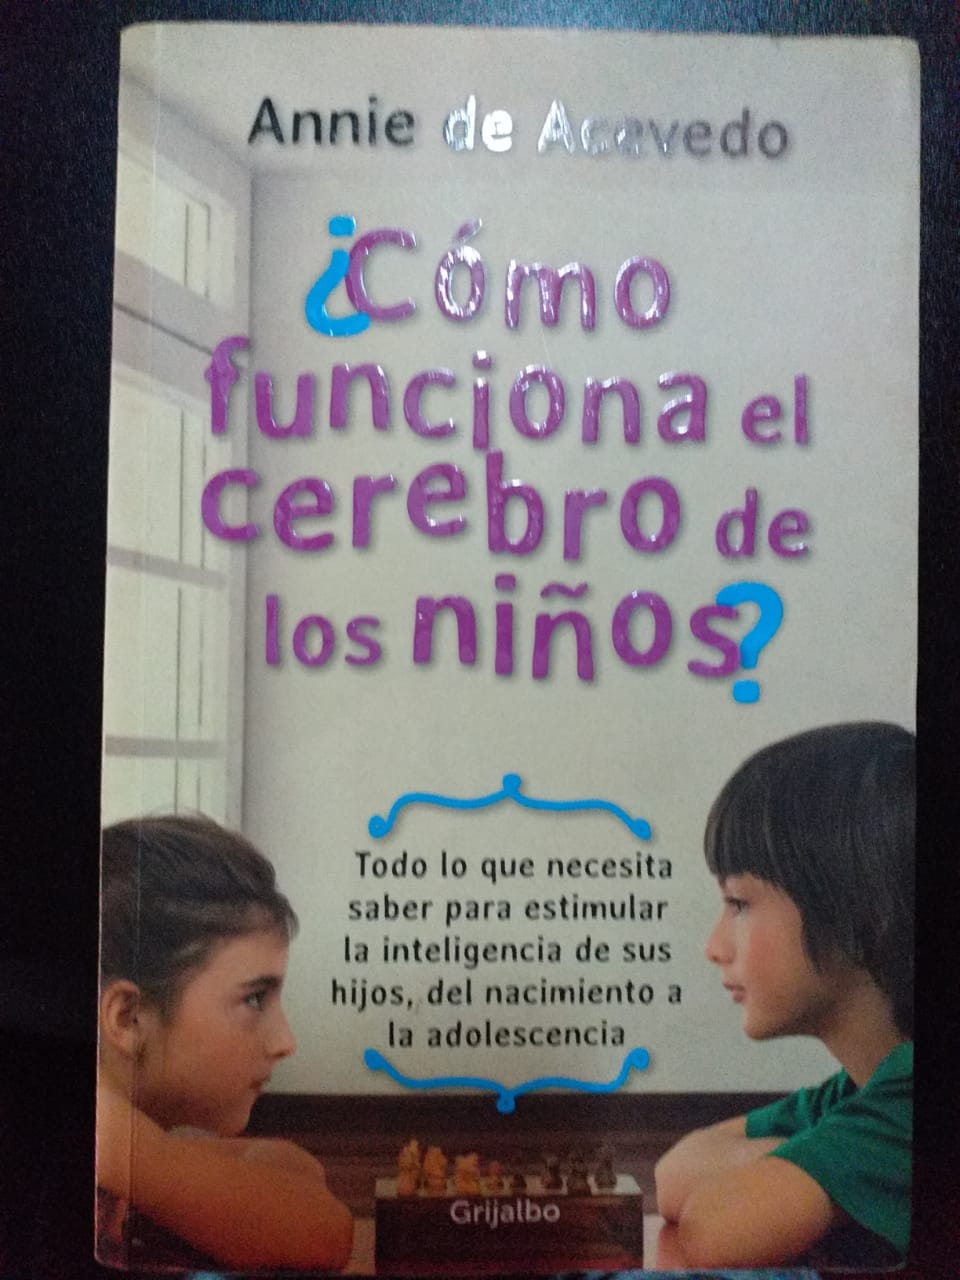 Annie de Acevedo
¿Cómo
funciona el
cerebro de
los niños?
Todo lo que necesita
saber para estimular
la inteligencia de sus
hijos, del nacimiento a
la adolescencia
Grijalbo